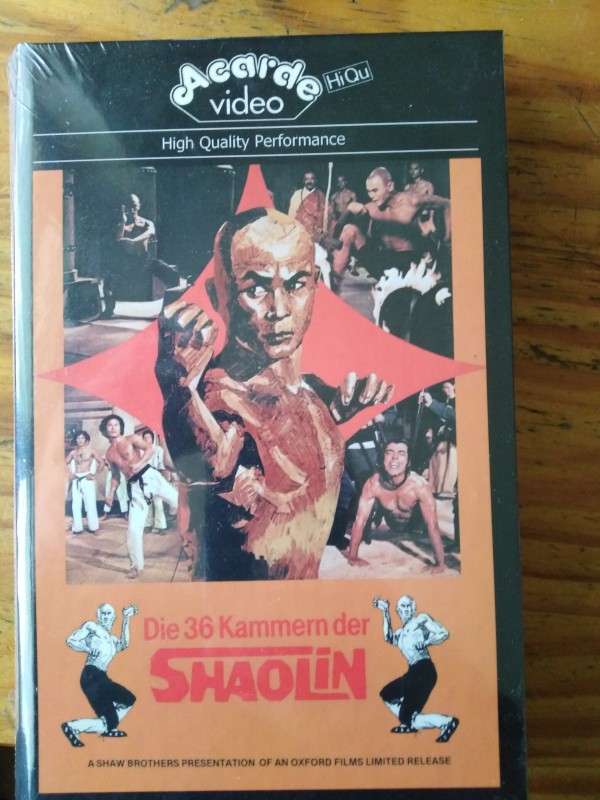 Acarde
HiQu
video
High Quality Performance
Die 36 Kammern der
SHAOLiN
A SHAW BROTHERS PRESENTATION OF AN OXFORD FILMS LIMITED RELEASE